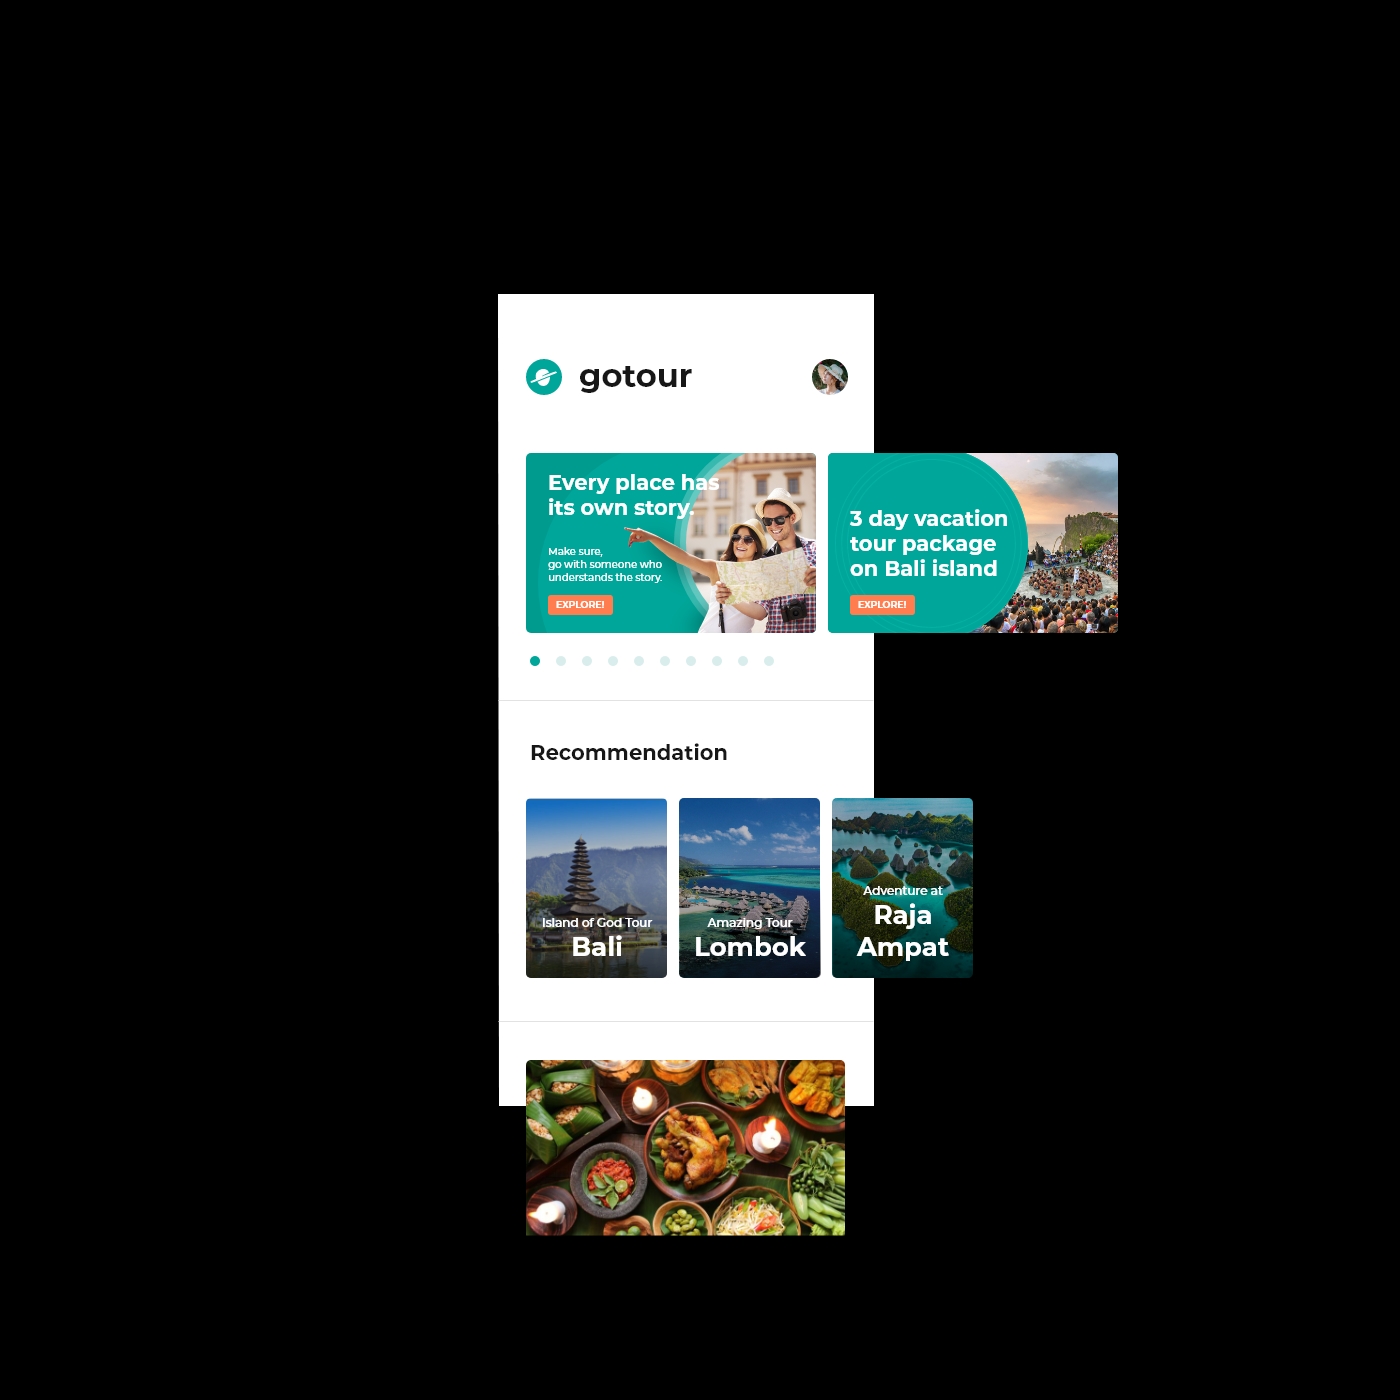 gotour
Every place has
its own story.
Make sure,
go with someone who
understands the story.
EXPLORE!
3 day vacation
tour package
on Bali island
EXPLORE!
Recommendation
Island of God Tour
Bali
Amazing Tour
Lombok
Adventure at
Raja
Ampat